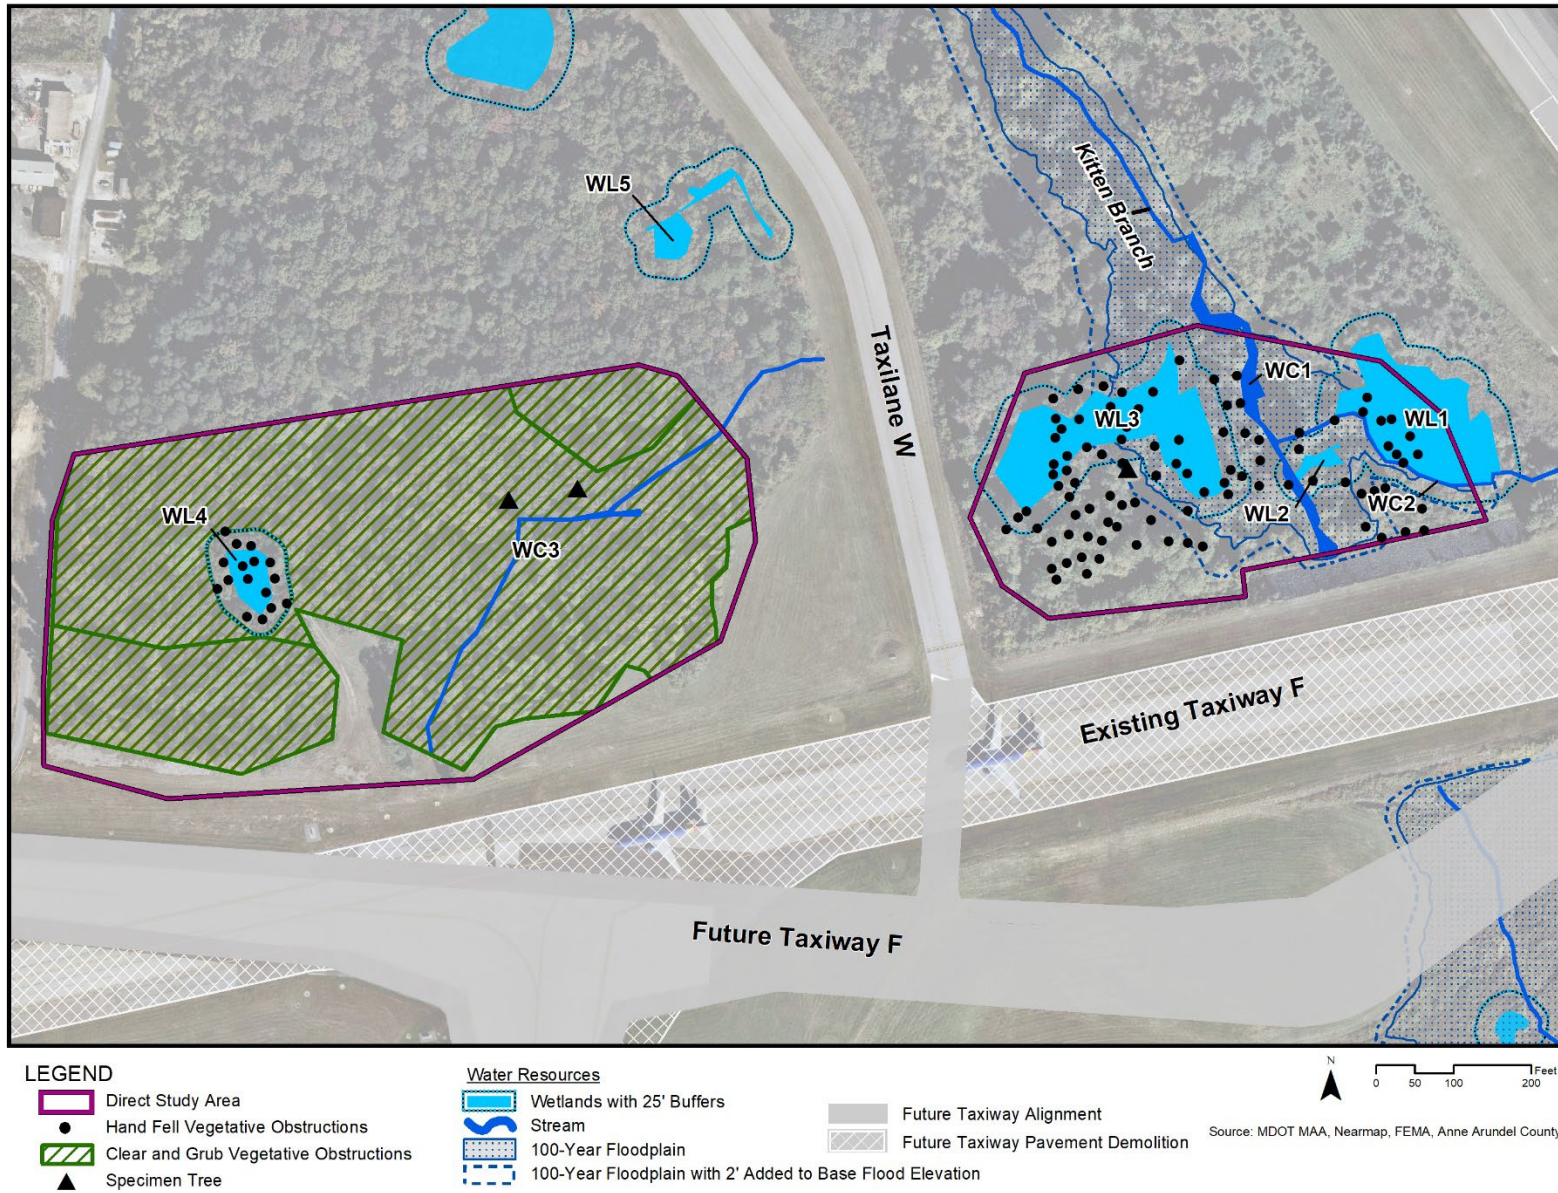 WL5
Kitten Branch
Taxilane W
WC1
WL3
WL1
WL4
WL2
WC2
WC3
Existing Taxiway F
Future Taxiway F
LEGEND
Direct Study Area
Hand Fell Vegetative Obstructions
Clear and Grub Vegetative Obstructions
Specimen Tree
Water Resources
Wetlands with 25' Buffers
Stream
100-Year Floodplain
100-Year Floodplain with 2' Added to Base Flood Elevation
Future Taxiway Alignment
Future Taxiway Pavement Demolition
N
Feet
0 50 100 200
Source: MDOT MAA, Nearmap, FEMA, Anne Arundel County